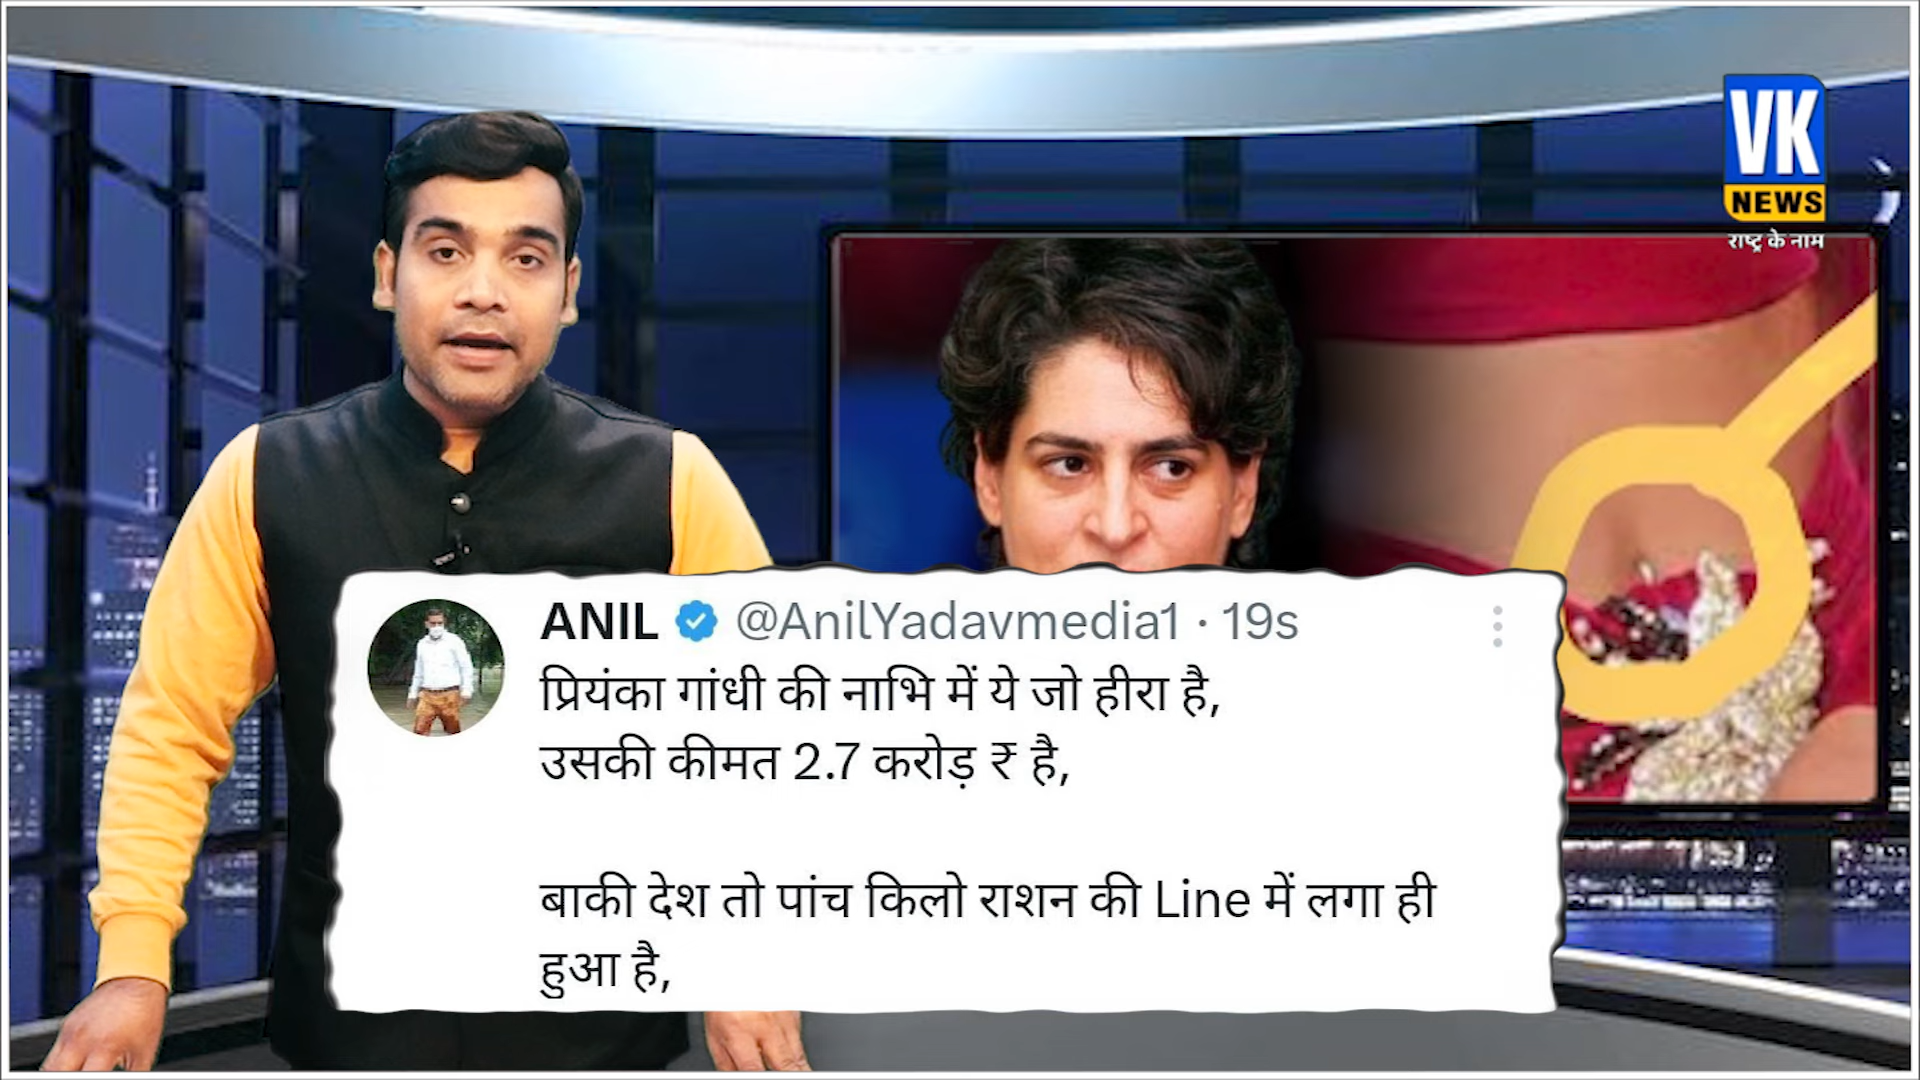 VK
NEWS
राष्ट्र के नाम
ANIL @AnilYadavmedia1 · 19s
प्रियंका गांधी की नाभि में ये जो हीरा है,
उसकी कीमत 2.7 करोड़ ₹ है,
बाकी देश तो पांच किलो राशन की Line में लगा ही
हुआ है,